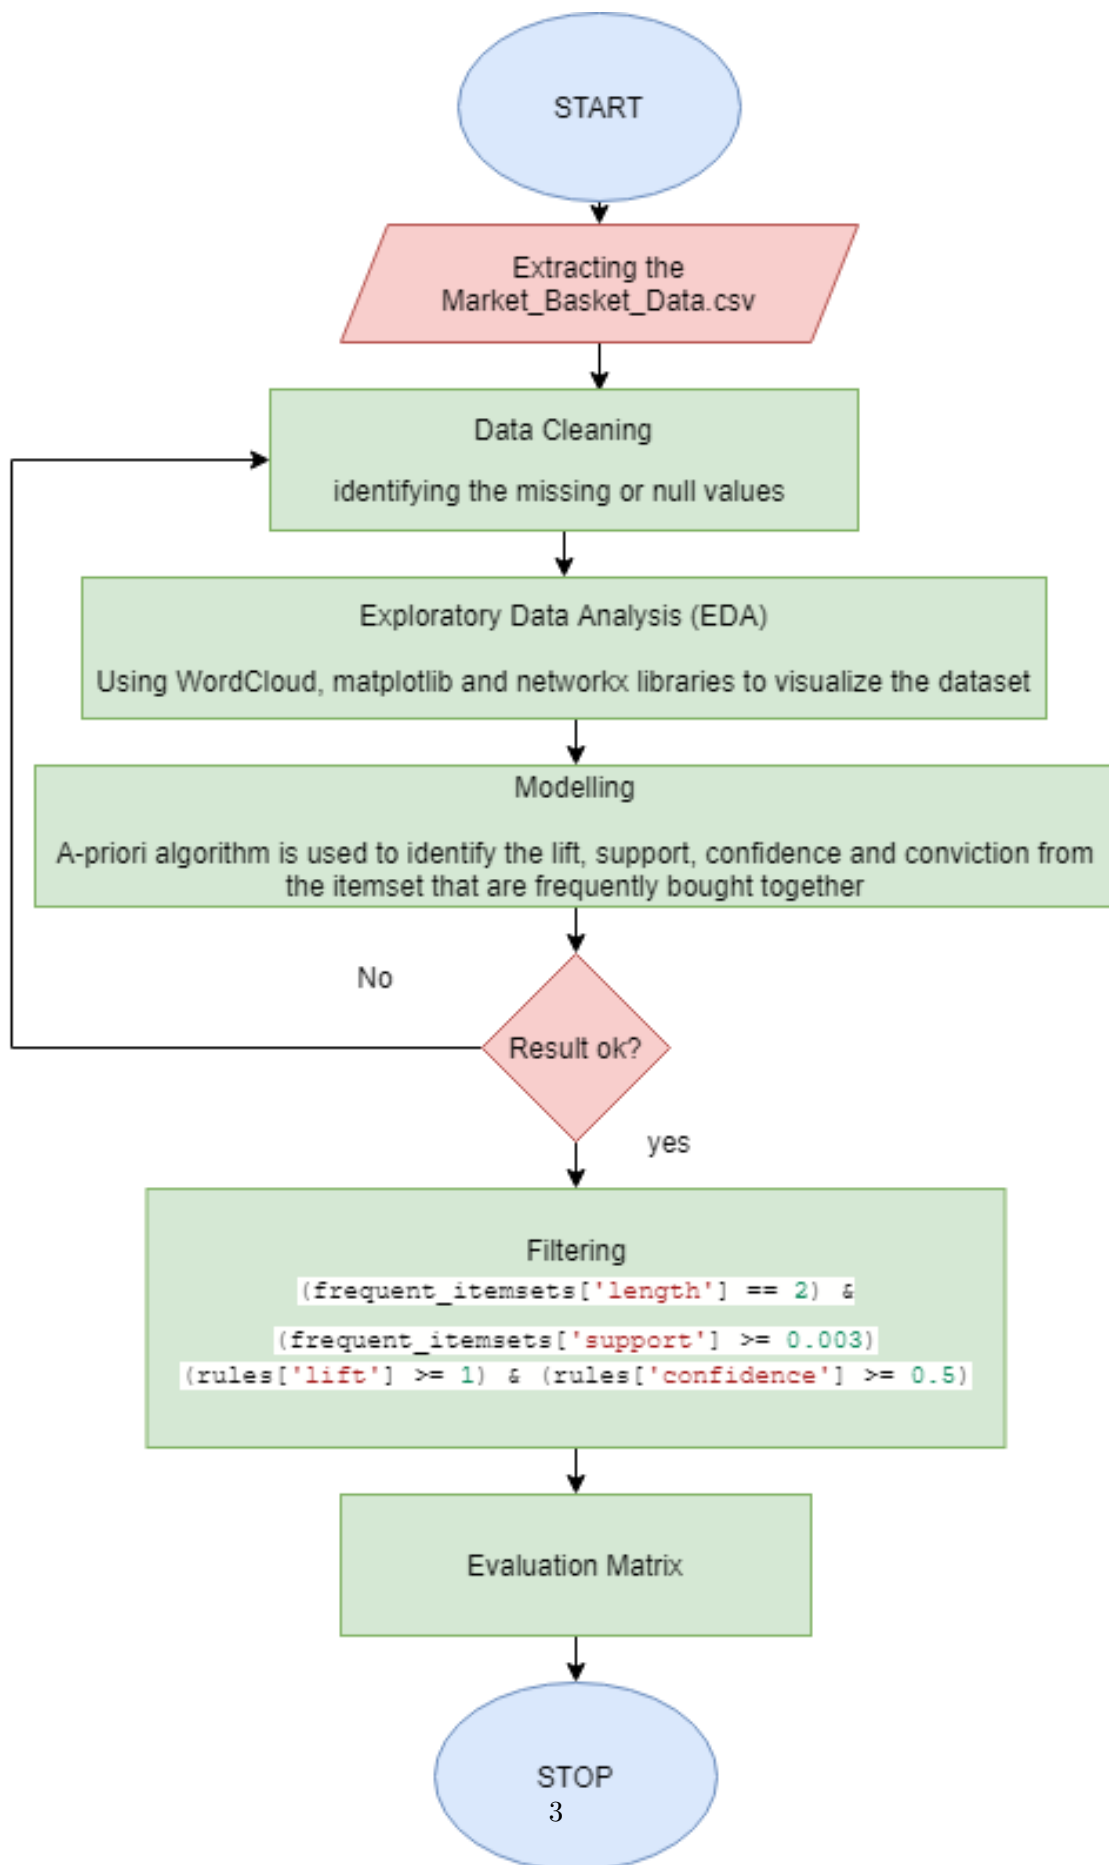 START
Extracting the
Market_Basket_Data.csv
Data Cleaning
identifying the missing or null values
Exploratory Data Analysis (EDA)
Using WordCloud, matplotlib and networkx libraries to visualize the dataset
Modelling
A-priori algorithm is used to identify the lift, support, confidence and conviction from
the itemset that are frequently bought together
No
Result ok?
yes
Filtering
(frequent_itemsets['length'] == 2) &
(frequent_itemsets['support'] >= 0.003)
(rules['lift'] >= 1) & (rules['confidence'] >= 0.5)
Evaluation Matrix
STOP
3